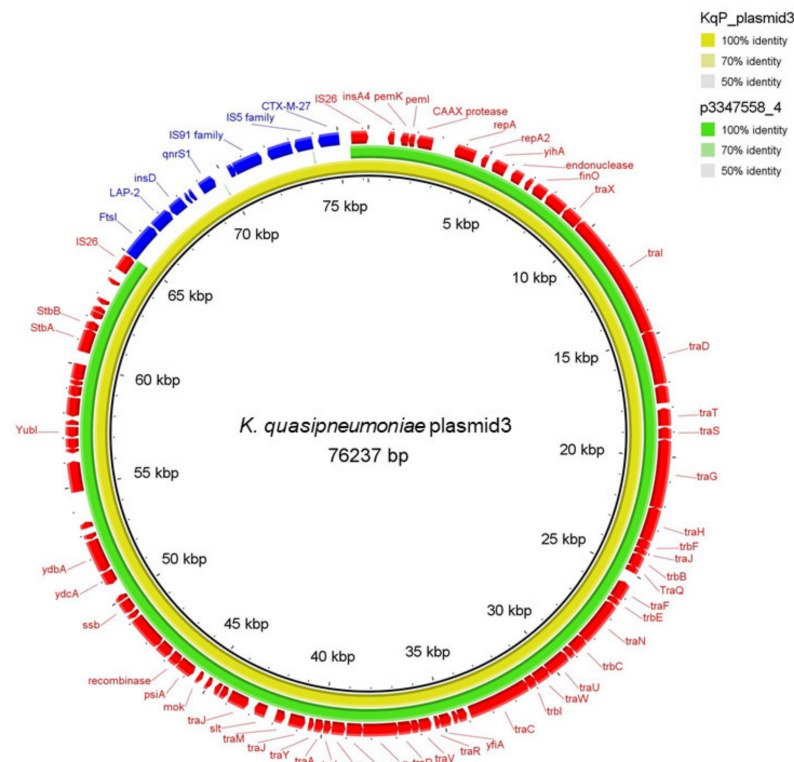 KqP_plasmid3
100% identity
70% identity
50% identity
p3347558_4
100% identity
70% identity
50% identity
CTX-M-27
IS5 family
IS91 family
qnrS1
insD
LAP-2
FtsI
IS26
StbB
StbA
YubI
ydbA
ydcA
ssb
recombinase
psiA
mok
traJ
slt
traM
traJ
traY
traA
IS26
insA4
pemK
pemI
CAAX protease
repA
repA2
yihA
endonuclease
finO
traX
traI
traD
traT
traS
traG
traH
trbF
traJ
trbB
TraQ
traF
trbE
traN
trbC
traU
traW
trbI
traC
yfiA
traR
traV
5 kbp
10 kbp
15 kbp
20 kbp
25 kbp
30 kbp
35 kbp
40 kbp
45 kbp
50 kbp
55 kbp
60 kbp
65 kbp
70 kbp
75 kbp
K. quasipneumoniae plasmid3
76237 bp